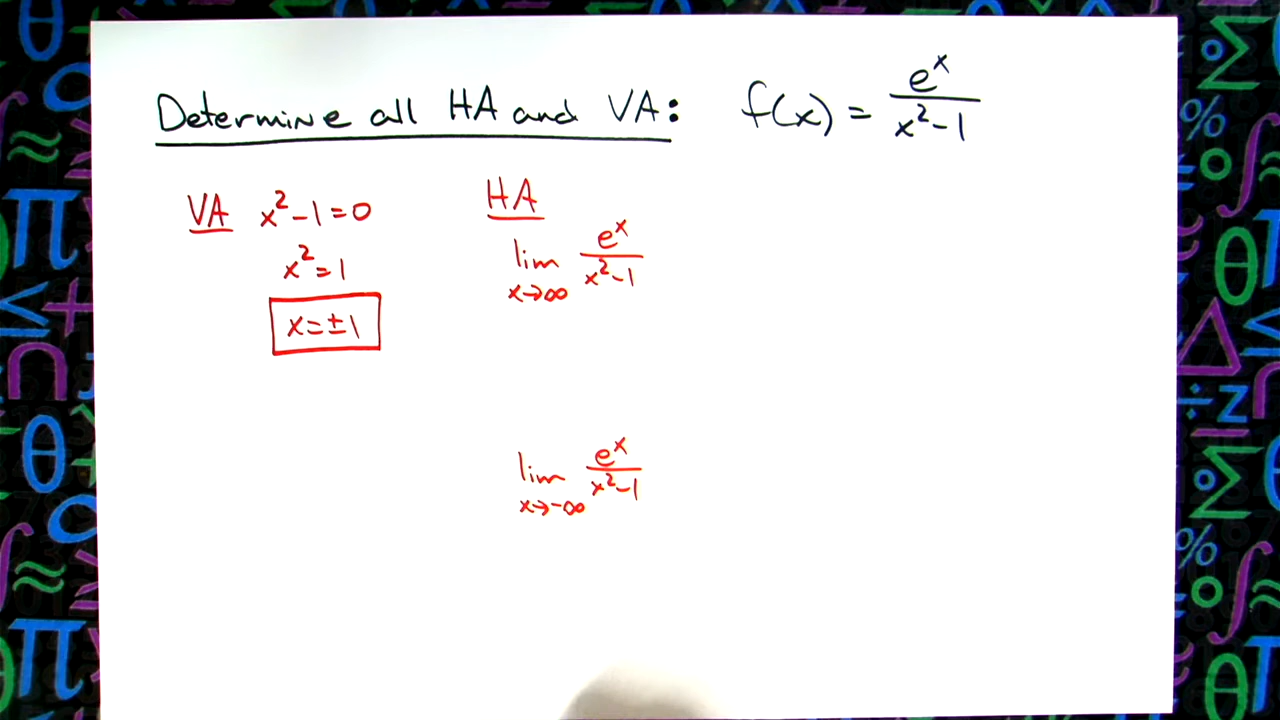 Determine all HA and VA: f(x) = e^x / (x^2 - 1)
VA x^2 - 1 = 0
x^2 = 1
x = ±1
HA
lim x→∞ e^x / (x^2 - 1)
lim x→-∞ e^x / (x^2 - 1)